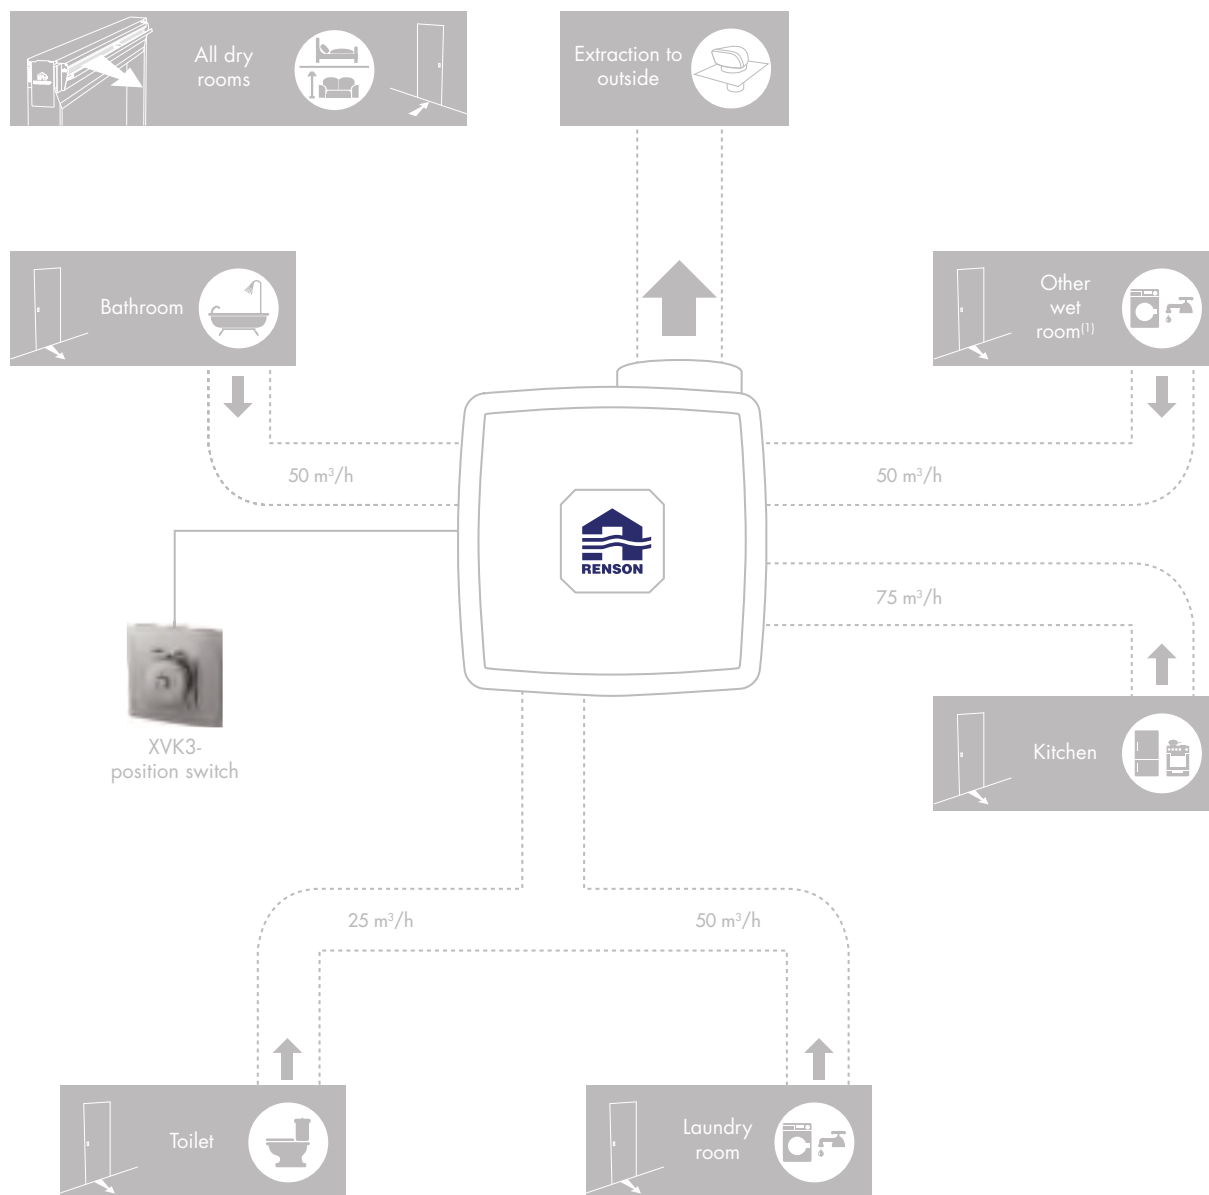 All dry
rooms
Extraction to
outside
Bathroom
Other
wet
room(1)
50 m³/h
50 m³/h
RENSON
75 m³/h
XVK3-
position switch
Kitchen
25 m³/h
50 m³/h
Toilet
Laundry
room